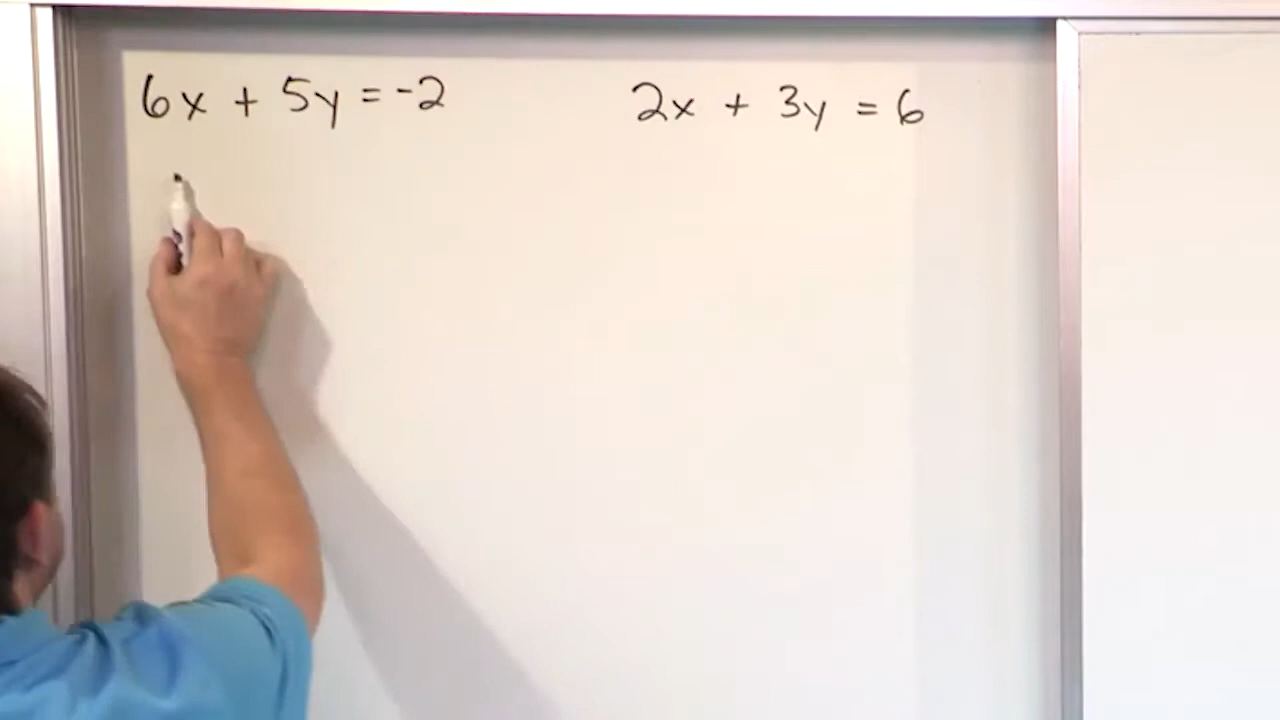 6x + 5y = -2
2x + 3y = 6